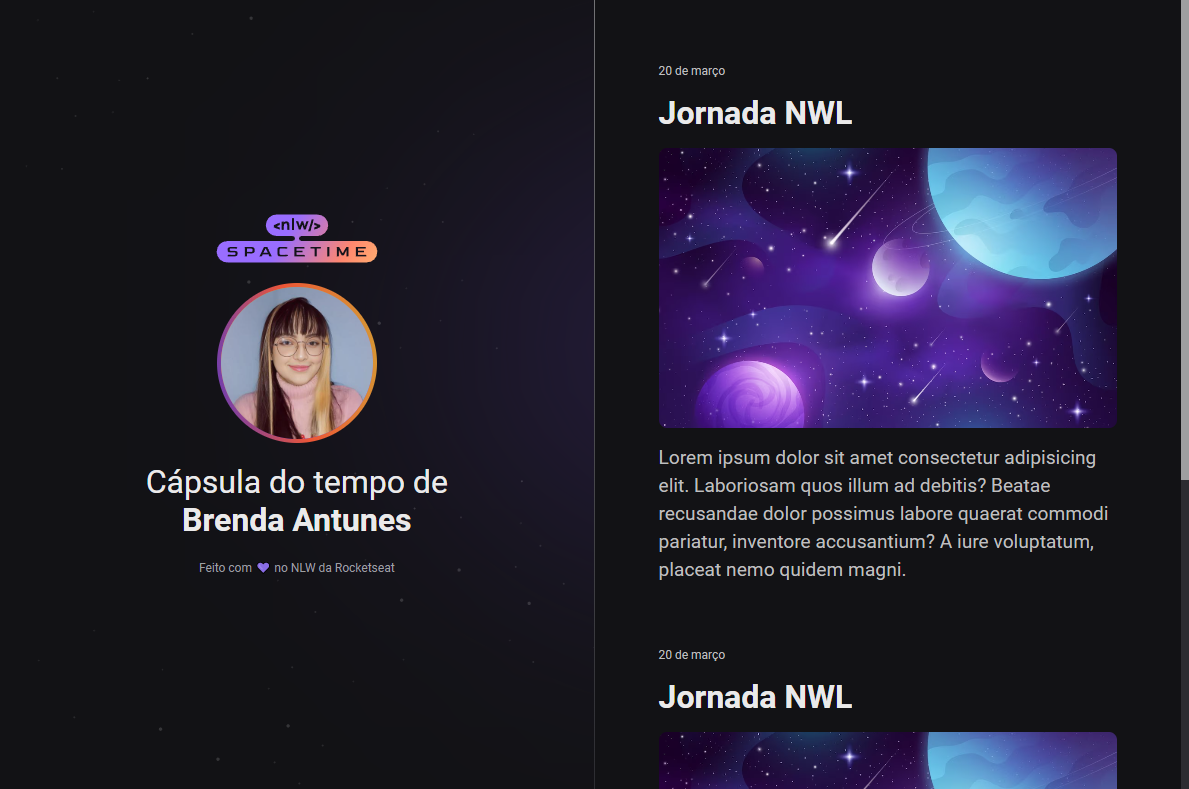 <nlw/>
SPACETIME
Cápsula do tempo de
Brenda Antunes
Feito com 💜 no NLW da Rocketseat
20 de março
Jornada NWL
Lorem ipsum dolor sit amet consectetur adipisicing
elit. Laboriosam quos illum ad debitis? Beatae
recusandae dolor possimus labore quaerat commodi
pariatur, inventore accusantium? A iure voluptatum,
placeat nemo quidem magni.
20 de março
Jornada NWL